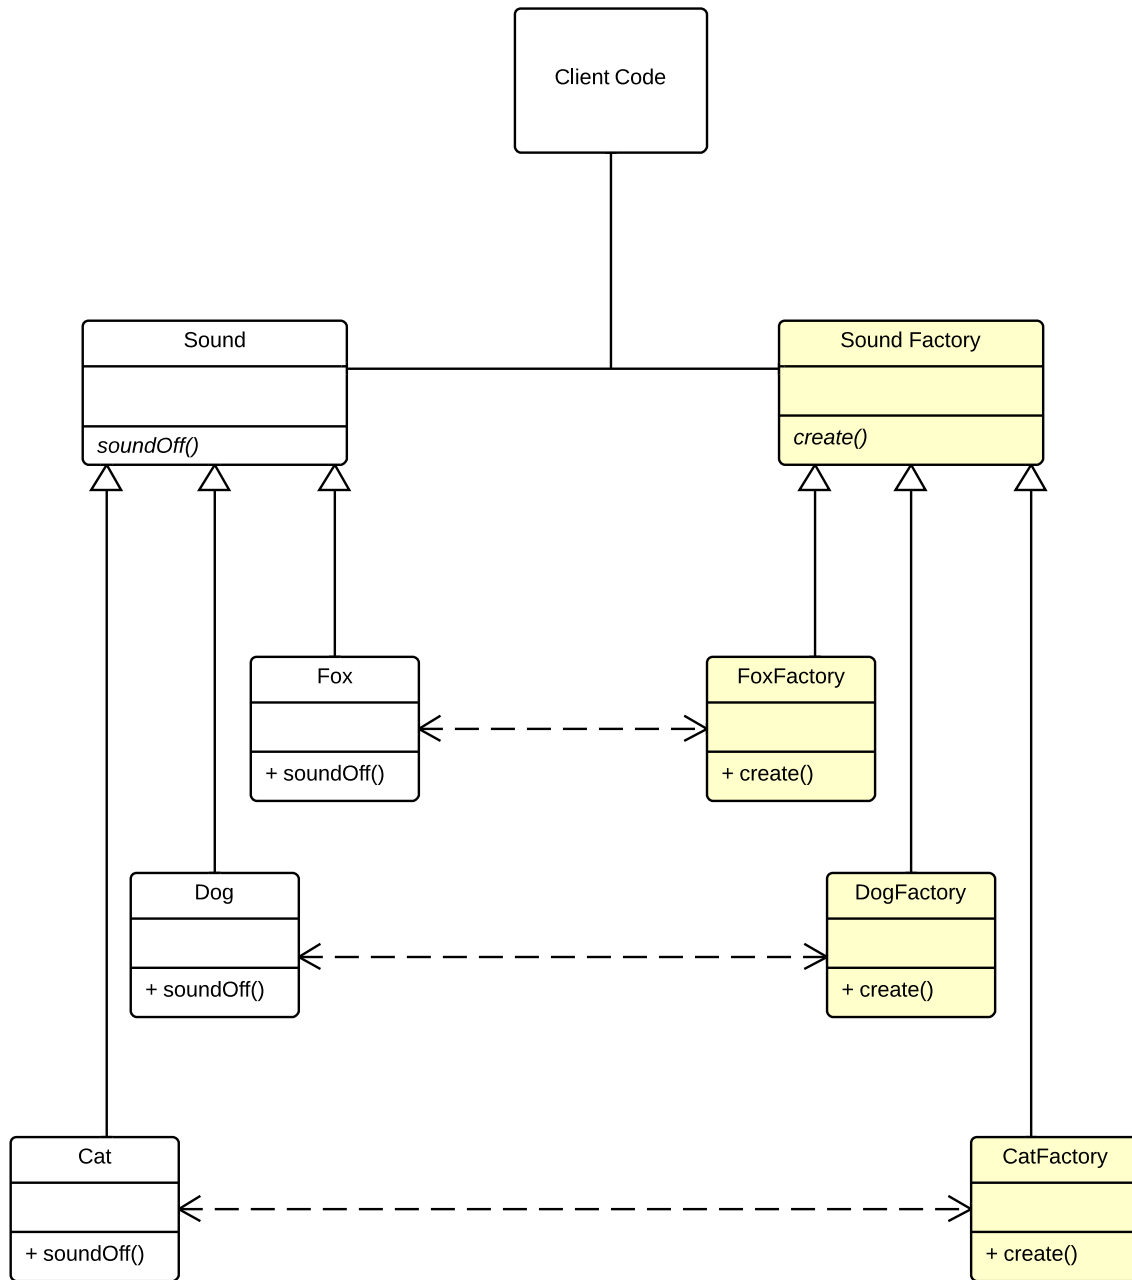 Client Code
Sound
soundOff()
Sound Factory
create()
Fox
+ soundOff()
FoxFactory
+ create()
Dog
+ soundOff()
DogFactory
+ create()
Cat
+ soundOff()
CatFactory
+ create()